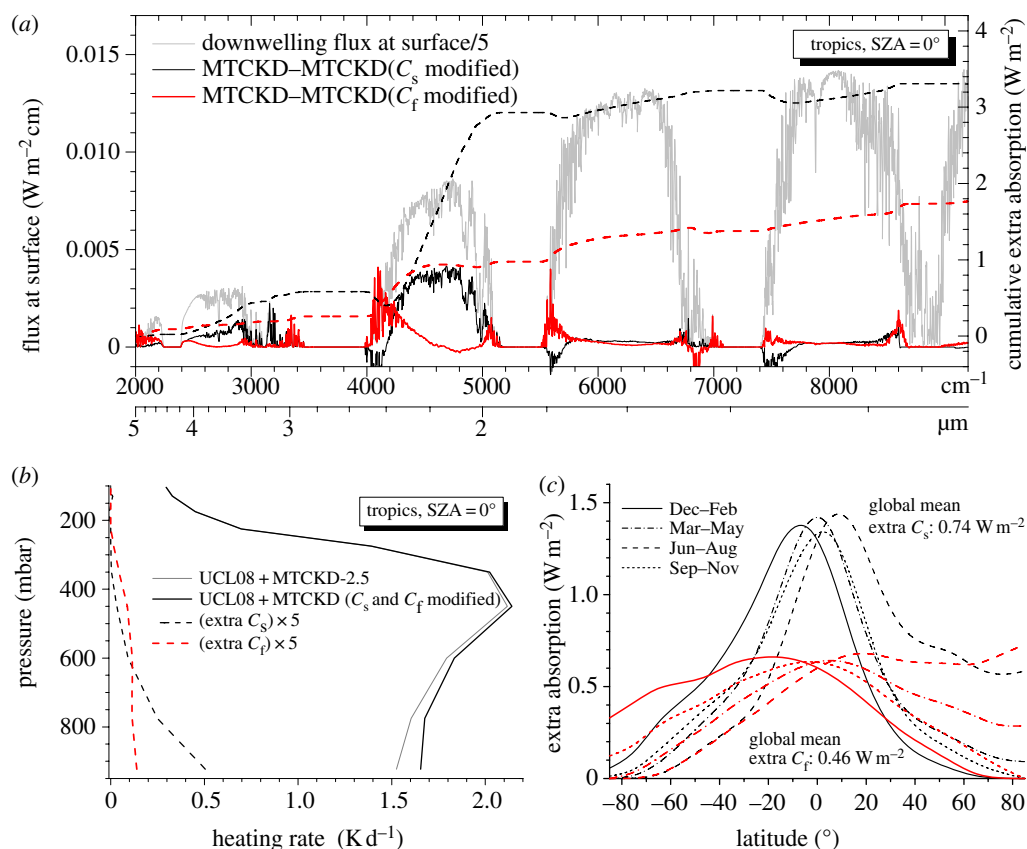 (a)
downwelling flux at surface/5
MTCKD–MTCKD(Cs modified)
MTCKD–MTCKD(Cf modified)
tropics, SZA = 0°
flux at surface (W m−2 cm)
0.015
0.010
0.005
0
cumulative extra absorption (W m−2)
4
3
2
1
0
2000 3000 4000 5000 6000 7000 8000 cm−1
5 4 3 2 µm
(b)
tropics, SZA = 0°
UCL08 + MTCKD-2.5
UCL08 + MTCKD (Cs and Cf modified)
(extra Cs) × 5
(extra Cf) × 5
pressure (mbar)
200
400
600
800
0 0.5 1.0 1.5 2.0
heating rate (K d−1)
(c)
Dec–Feb
Mar–May
Jun–Aug
Sep–Nov
global mean
extra Cs: 0.74 W m−2
global mean
extra Cf: 0.46 W m−2
extra absorption (W m−2)
1.5
1.0
0.5
0
−80 −60 −40 −20 0 20 40 60 80
latitude (°)